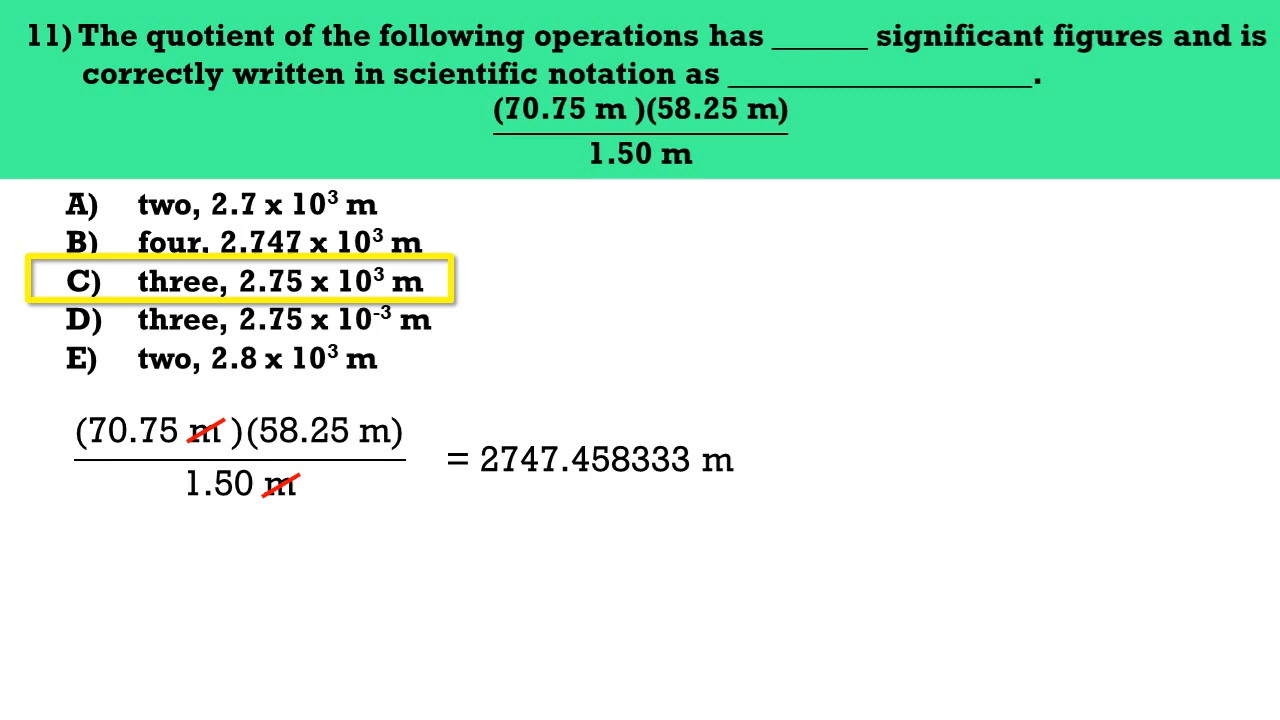 11) The quotient of the following operations has ______ significant figures and is
correctly written in scientific notation as ___________________.
(70.75 m )(58.25 m)
1.50 m
A) two, 2.7 x 10³ m
B) four, 2.747 x 10³ m
C) three, 2.75 x 10³ m
D) three, 2.75 x 10⁻³ m
E) two, 2.8 x 10³ m
(70.75 m )(58.25 m)
= 2747.458333 m
1.50 m